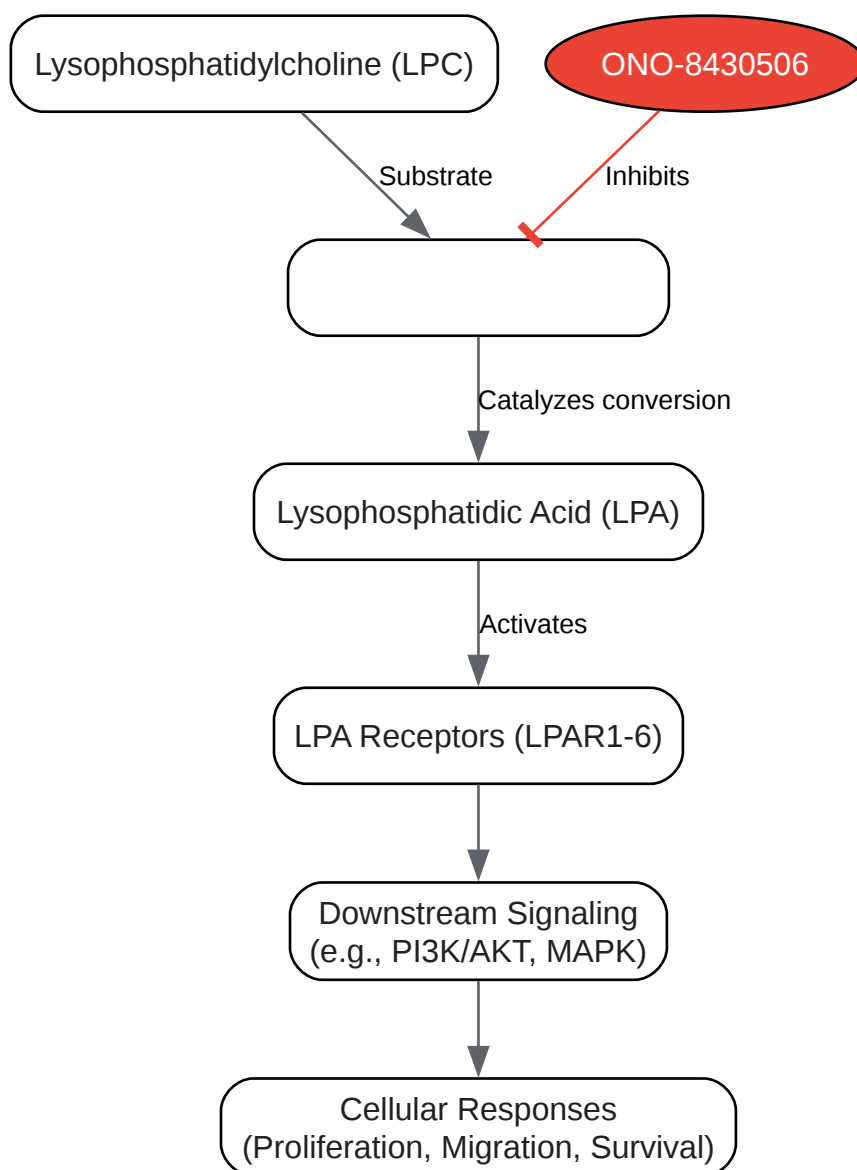 Lysophosphatidylcholine (LPC)
ONO-8430506
Substrate
Inhibits
Catalyzes conversion
Lysophosphatidic Acid (LPA)
Activates
LPA Receptors (LPAR1-6)
Downstream Signaling
(e.g., PI3K/AKT, MAPK)
Cellular Responses
(Proliferation, Migration, Survival)